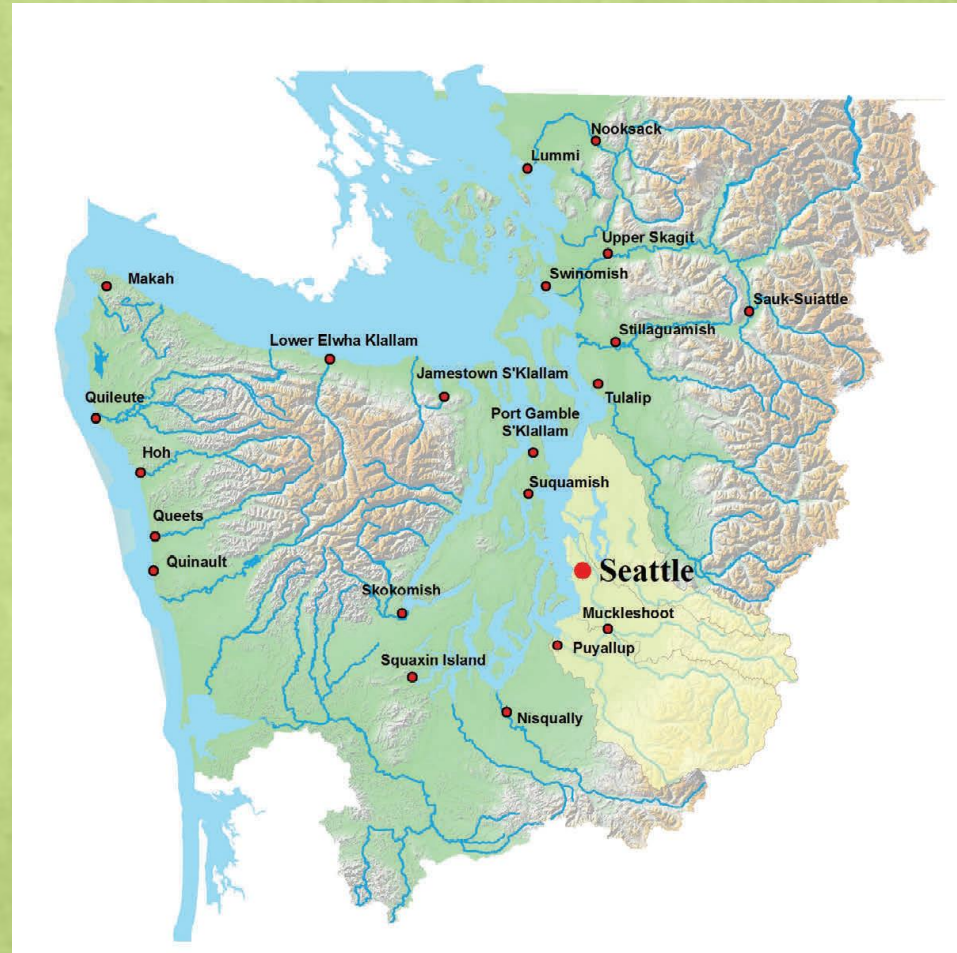 Nooksack
Lummi
Upper Skagit
Swinomish
Makah
Sauk-Suiattle
Stillaguamish
Lower Elwha Klallam
Jamestown S'Klallam
Tulalip
Quileute
Port Gamble
S'Klallam
Hoh
Suquamish
Queets
Quinault
Seattle
Skokomish
Muckleshoot
Puyallup
Squaxin Island
Nisqually